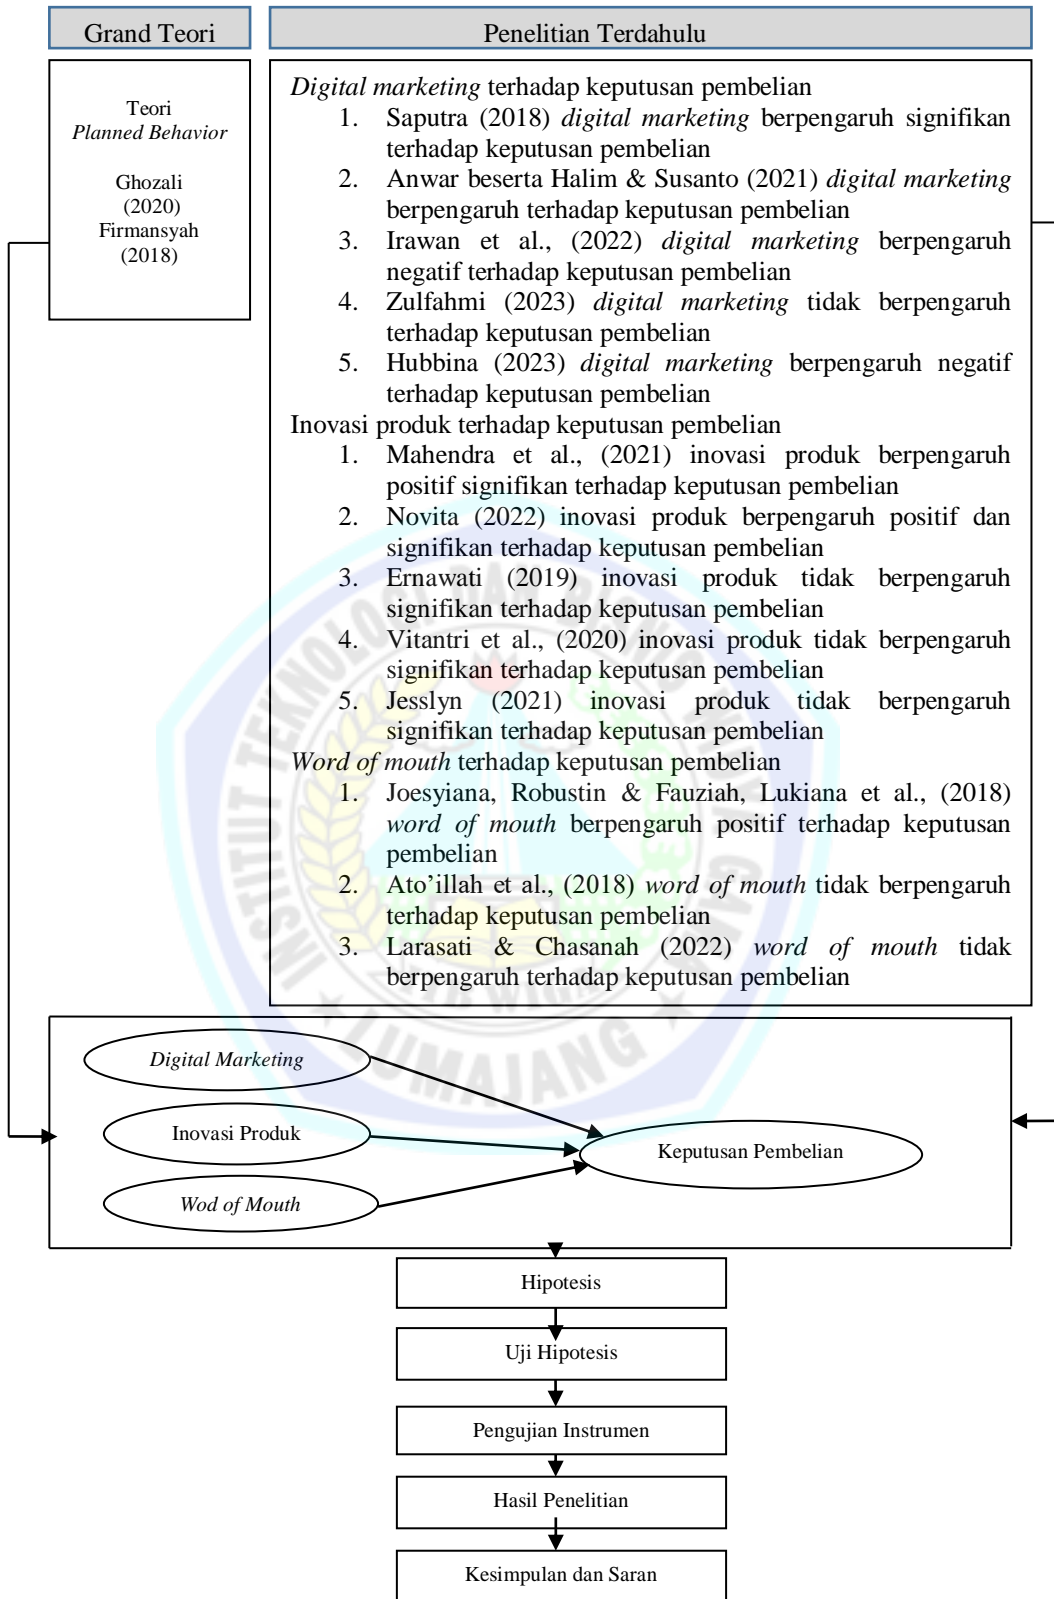 Grand Teori
Penelitian Terdahulu
Teori
Planned Behavior
Ghozali
(2020)
Firmansyah
(2018)
Digital marketing terhadap keputusan pembelian
1. Saputra (2018) digital marketing berpengaruh signifikan
terhadap keputusan pembelian
2. Anwar beserta Halim & Susanto (2021) digital marketing
berpengaruh terhadap keputusan pembelian
3. Irawan et al., (2022) digital marketing berpengaruh
negatif terhadap keputusan pembelian
4. Zulfahmi (2023) digital marketing tidak berpengaruh
terhadap keputusan pembelian
5. Hubbina (2023) digital marketing berpengaruh negatif
terhadap keputusan pembelian
Inovasi produk terhadap keputusan pembelian
1. Mahendra et al., (2021) inovasi produk berpengaruh
positif signifikan terhadap keputusan pembelian
2. Novita (2022) inovasi produk berpengaruh positif dan
signifikan terhadap keputusan pembelian
3. Ernawati (2019) inovasi produk tidak berpengaruh
signifikan terhadap keputusan pembelian
4. Vitantri et al., (2020) inovasi produk tidak berpengaruh
signifikan terhadap keputusan pembelian
5. Jesslyn (2021) inovasi produk tidak berpengaruh
signifikan terhadap keputusan pembelian
Word of mouth terhadap keputusan pembelian
1. Joesyiana, Robustin & Fauziah, Lukiana et al., (2018)
word of mouth berpengaruh positif terhadap keputusan
pembelian
2. Ato’illah et al., (2018) word of mouth tidak berpengaruh
terhadap keputusan pembelian
3. Larasati & Chasanah (2022) word of mouth tidak
berpengaruh terhadap keputusan pembelian
INSTITUT TEKNOLOGI DAN BISNIS WIDYA GAMA
LUMAJANG
Digital Marketing
Inovasi Produk
Wod of Mouth
Keputusan Pembelian
Hipotesis
Uji Hipotesis
Pengujian Instrumen
Hasil Penelitian
Kesimpulan dan Saran